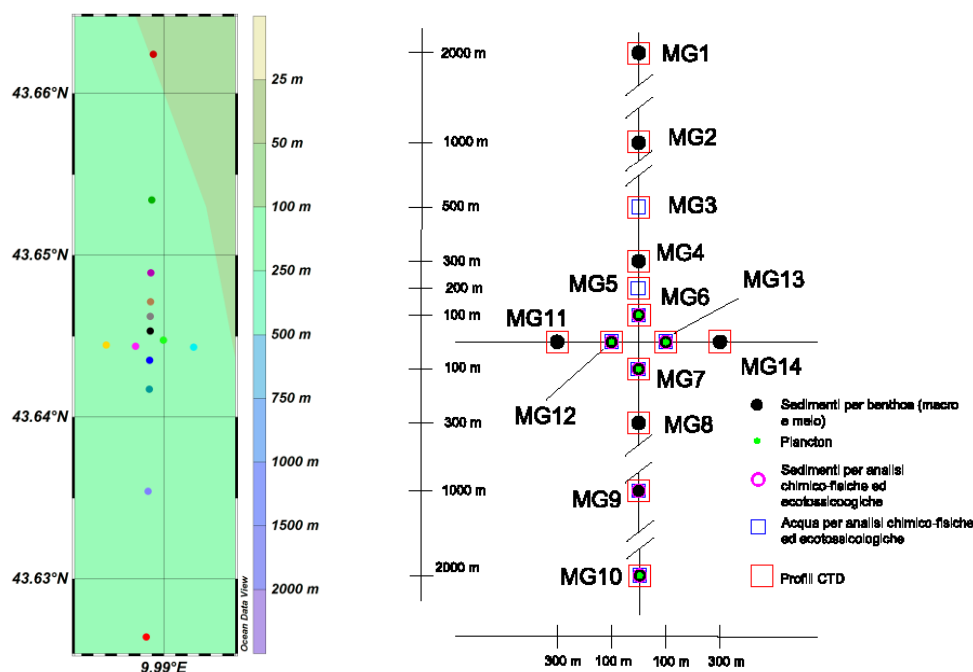 43.66°N
43.65°N
43.64°N
43.63°N
9.99°E
25 m
50 m
100 m
250 m
500 m
750 m
1000 m
1500 m
2000 m
Ocean Data View
2000 m
1000 m
500 m
300 m
200 m
100 m
100 m
300 m
1000 m
2000 m
MG1
MG2
MG3
MG4
MG5
MG6
MG13
MG11
MG7
MG14
MG12
MG8
MG9
MG10
Sedimenti per benthos (macro
e meio)
Plancton
Sedimenti per analisi
chimico-fisiche ed
ecotossicoogiche
Acqua per analisi chimico-fisiche
ed ecotossicologiche
Profili CTD
300 m
100 m
100 m
300 m